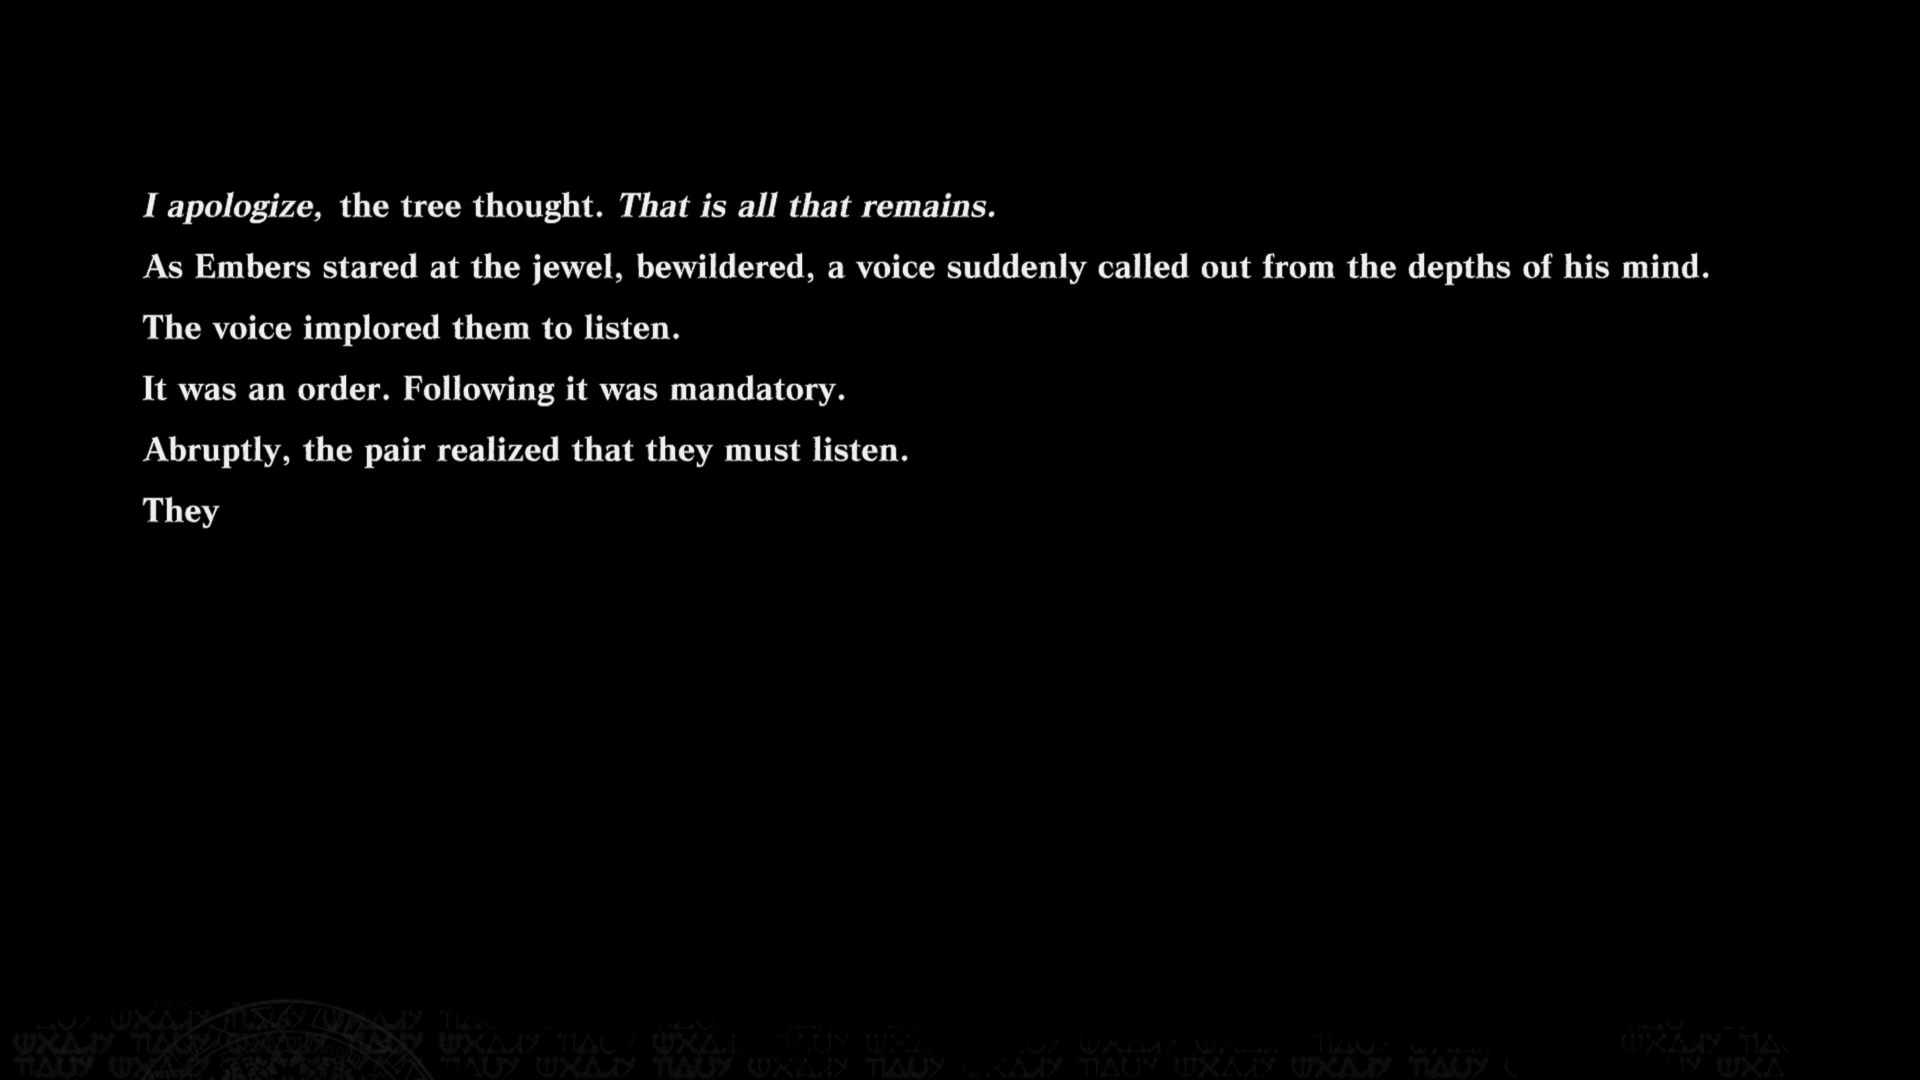 I apologize, the tree thought. That is all that remains.
As Embers stared at the jewel, bewildered, a voice suddenly called out from the depths of his mind.
The voice implored them to listen.
It was an order. Following it was mandatory.
Abruptly, the pair realized that they must listen.
They